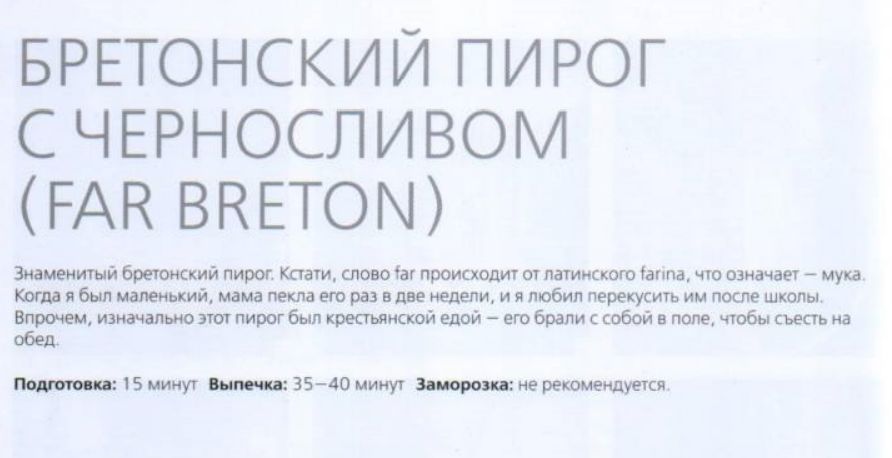 БРЕТОНСКИЙ ПИРОГ
С ЧЕРНОСЛИВОМ
(FAR BRETON)
Знаменитый бретонский пирог. Кстати, слово far происходит от латинского farina, что означает — мука.
Когда я был маленький, мама пекла его раз в две недели, и я любил перекусить им после школы.
Впрочем, изначально этот пирог был крестьянской едой — его брали с собой в поле, чтобы съесть на
обед.
Подготовка: 15 минут Выпечка: 35—40 минут Заморозка: не рекомендуется.